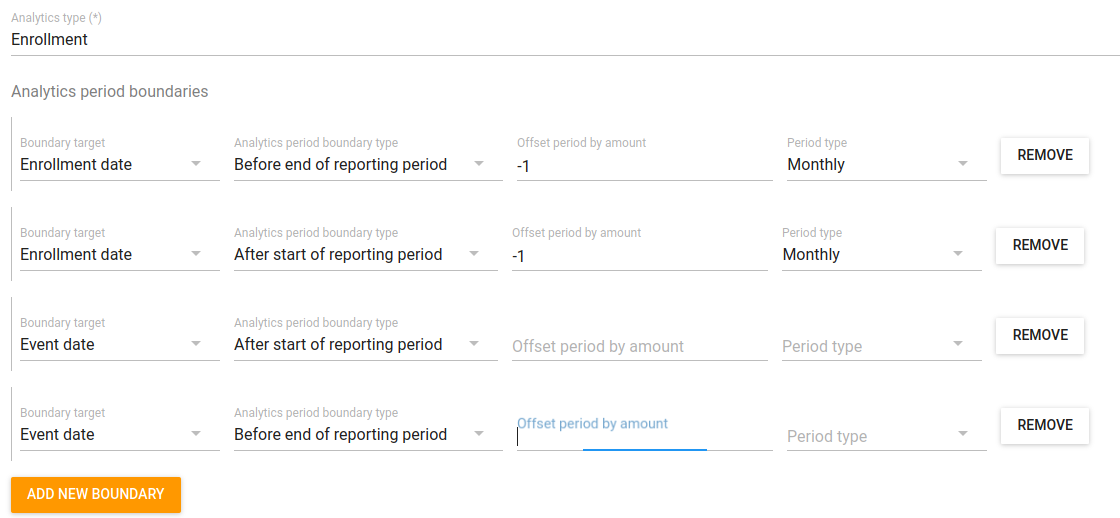 Analytics type (*)
Enrollment
Analytics period boundaries
Boundary target Analytics period boundary type Offset period by amount Period type
Enrollment date Before end of reporting period -1 Monthly REMOVE
Boundary target Analytics period boundary type Offset period by amount Period type
Enrollment date After start of reporting period -1 Monthly REMOVE
Boundary target Analytics period boundary type
Event date After start of reporting period Offset period by amount Period type REMOVE
Boundary target Analytics period boundary type Offset period by amount
Event date Before end of reporting period Period type REMOVE
ADD NEW BOUNDARY